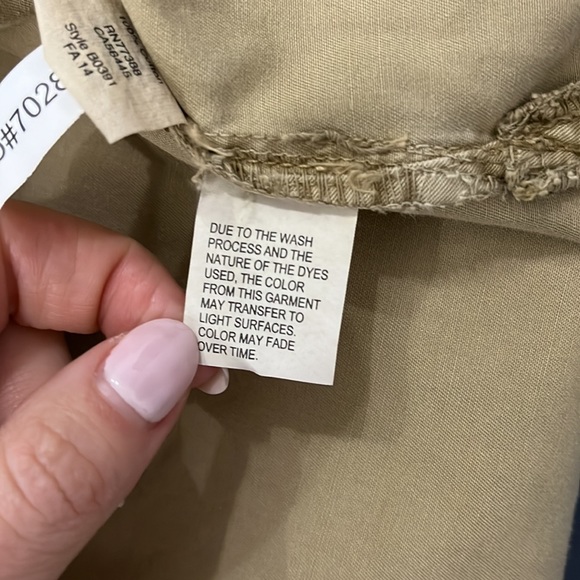 RN77388
CA56445
Style B0391
FA 14
#7028
DUE TO THE WASH
PROCESS AND THE
NATURE OF THE DYES
USED, THE COLOR
FROM THIS GARMENT
MAY TRANSFER TO
LIGHT SURFACES.
COLOR MAY FADE
OVER TIME.